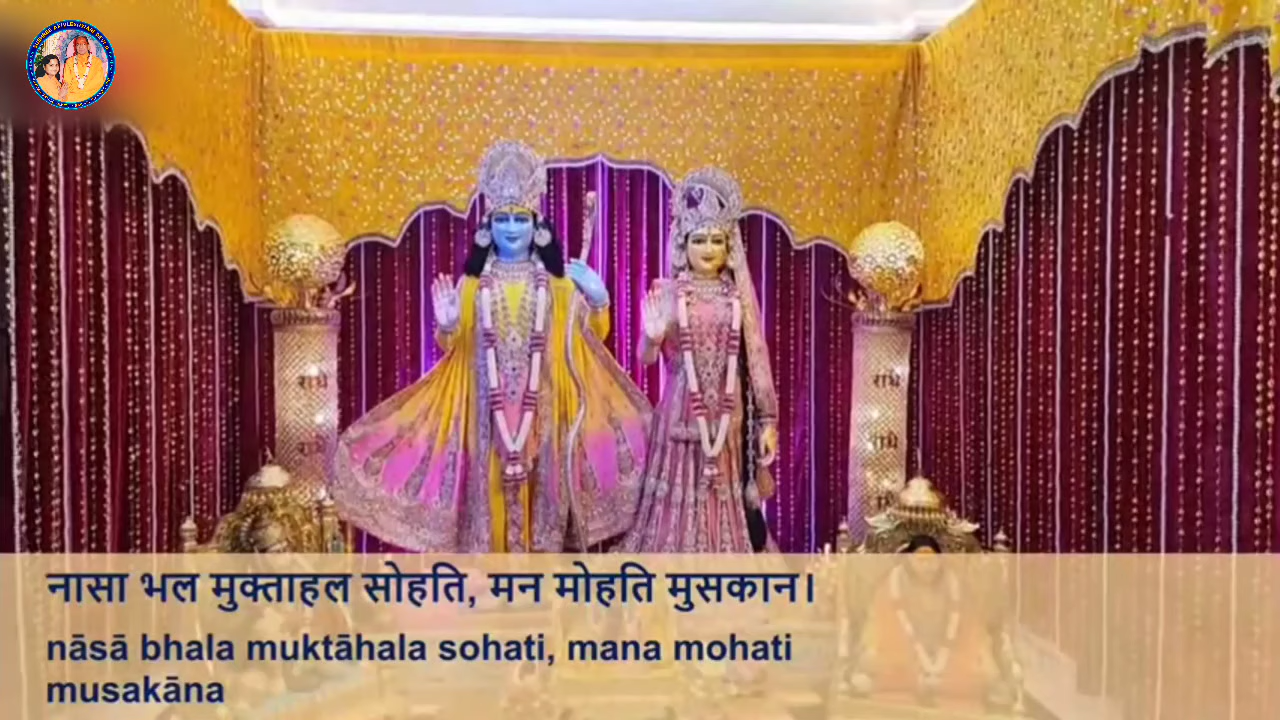 राधे
राधे
राधे
राधे
नासा भल मुक्ताहल सोहति, मन मोहति मुसकान।
nāsā bhala muktāhala sohati, mana mohati
musakāna